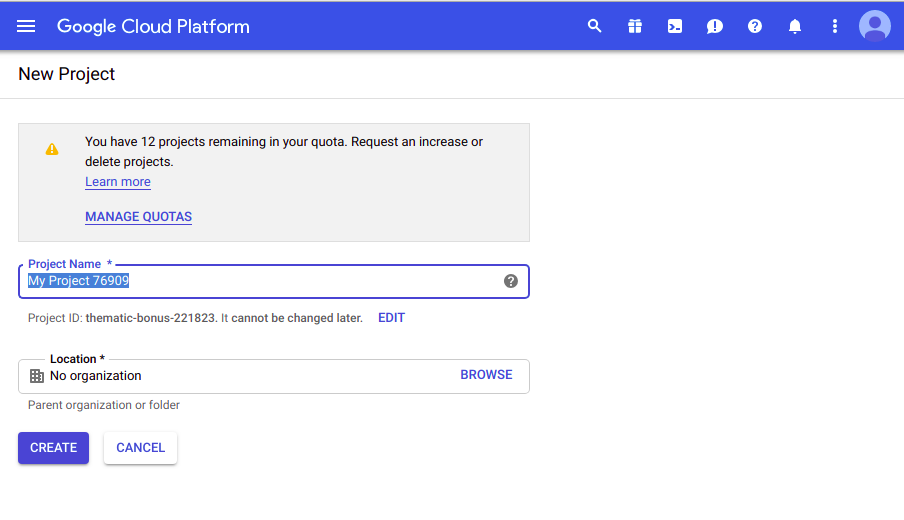 Google Cloud Platform
New Project
You have 12 projects remaining in your quota. Request an increase or
delete projects.
Learn more
MANAGE QUOTAS
Project Name *
My Project 76909
Project ID: thematic-bonus-221823. It cannot be changed later. EDIT
Location *
No organization BROWSE
Parent organization or folder
CREATE CANCEL